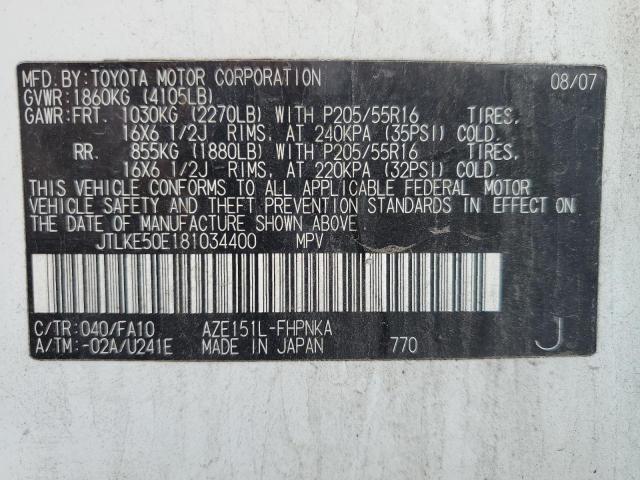 MFD. BY: TOYOTA MOTOR CORPORATION 08/07
GVWR: 1860KG (4105LB)
GAWR: FRT. 1030KG (2270LB) WITH P205/55R16 TIRES,
16X6 1/2J RIMS, AT 240KPA (35PSI) COLD.
RR. 855KG (1880LB) WITH P205/55R16 TIRES,
16X6 1/2J RIMS, AT 220KPA (32PSI) COLD.
THIS VEHICLE CONFORMS TO ALL APPLICABLE FEDERAL MOTOR
VEHICLE SAFETY AND THEFT PREVENTION STANDARDS IN EFFECT ON
THE DATE OF MANUFACTURE SHOWN ABOVE.
JTLKE50E181034400 MPV
C/TR: 040/FA10 AZE151L-FHPNKA
A/TM: -02A/U241E MADE IN JAPAN 770 J